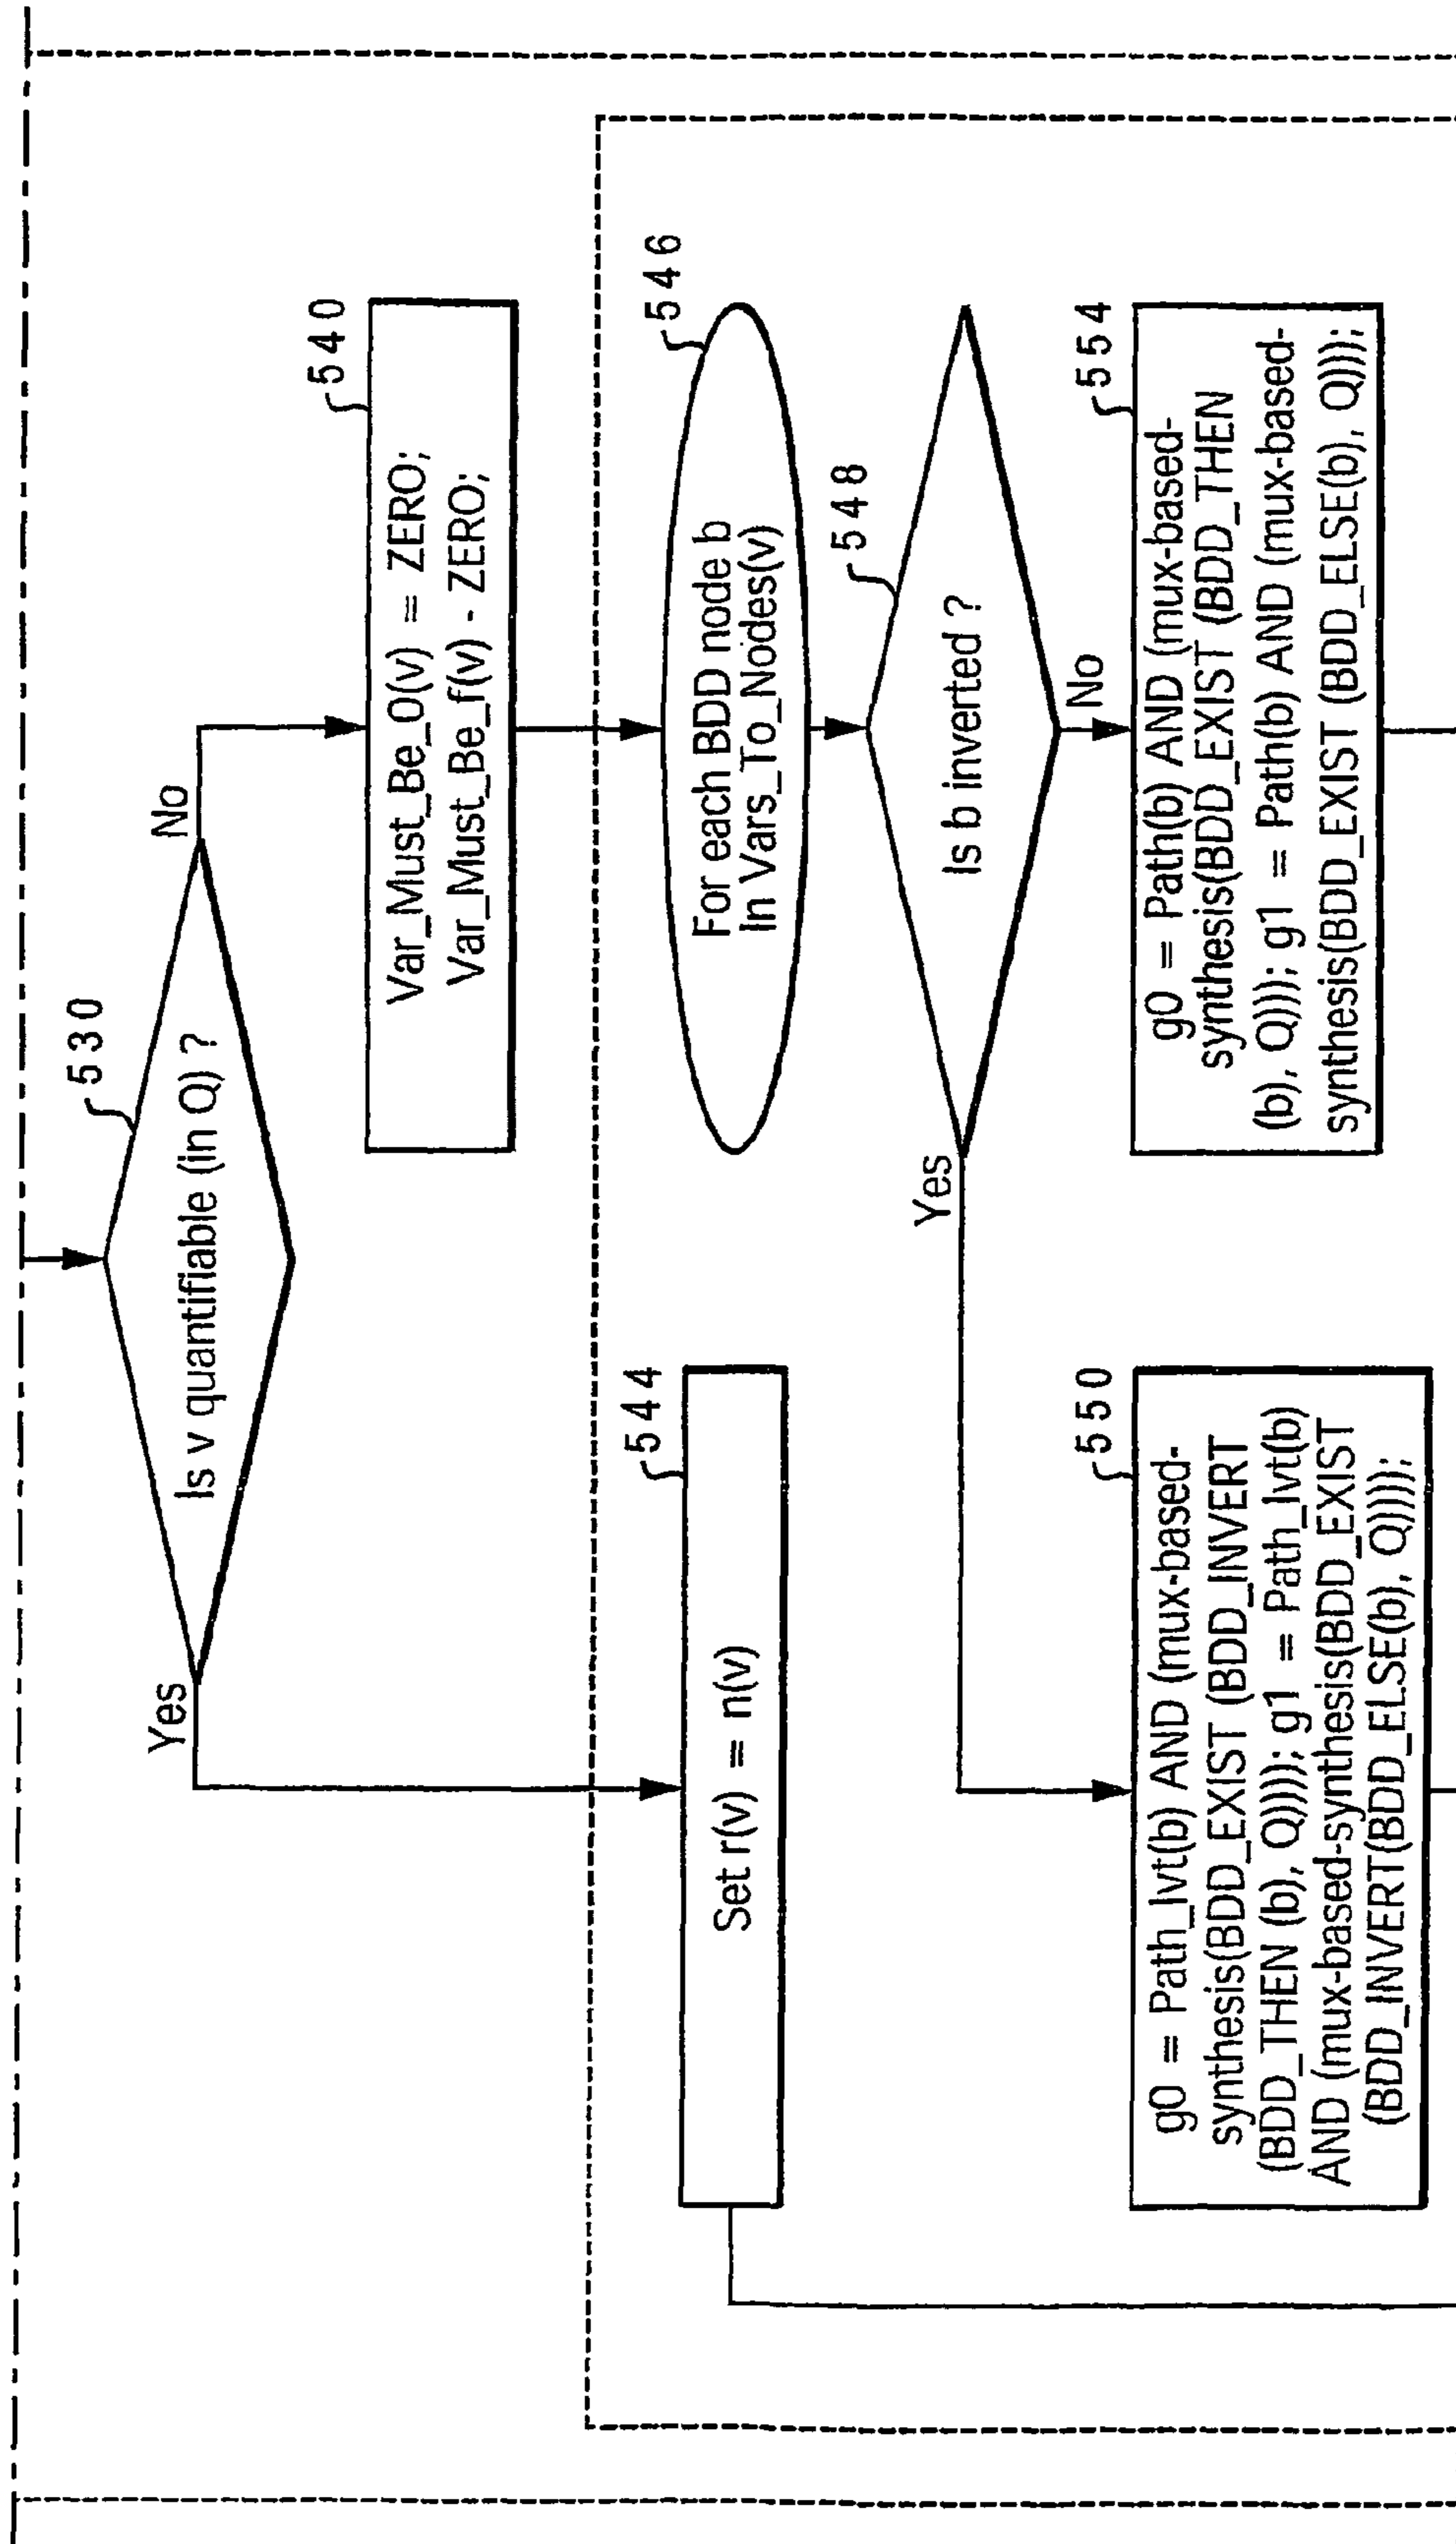 530
Is v quantifiable (in Q) ?
Yes
No
540
Var_Must_Be_0(v) = ZERO;
Var_Must_Be_f(v) - ZERO;
544
Set r(v) = n(v)
546
For each BDD node b
In Vars_To_Nodes(v)
548
Is b inverted ?
Yes
No
550
g0 = Path_Ivt(b) AND (mux-based-
synthesis(BDD_EXIST (BDD_INVERT
(BDD_THEN (b), Q)))); g1 = Path_Ivt(b)
AND (mux-based-synthesis(BDD_EXIST
(BDD_INVERT(BDD_ELSE(b), Q))));
554
g0 = Path(b) AND (mux-based-
synthesis(BDD_EXIST (BDD_THEN
(b), Q))); g1 = Path(b) AND (mux-based-
synthesis(BDD_EXIST (BDD_ELSE(b), Q)));